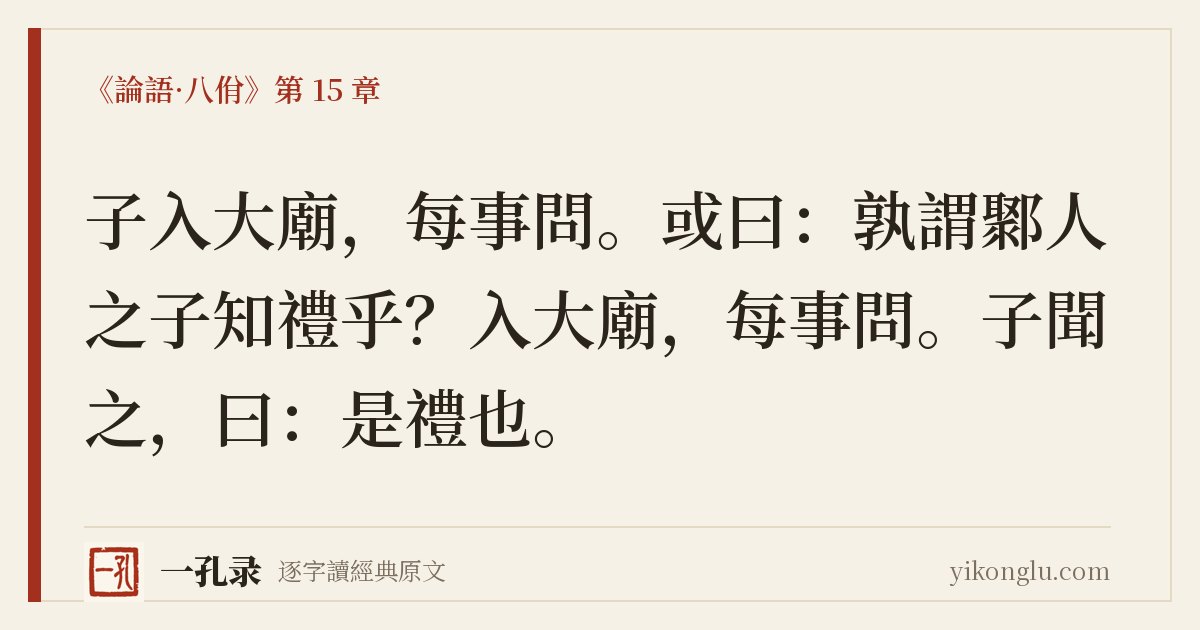 《論語·八佾》第 15 章
子入大廟，每事問。或曰：孰謂鄹人
之子知禮乎？入大廟，每事問。子聞
之，曰：是禮也。
一孔
一孔录 逐字讀經典原文
yikonglu.com